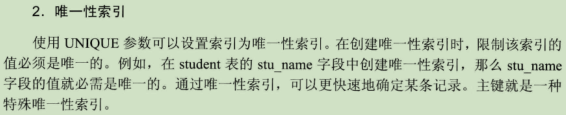 2．唯一性索引
使用 UNIQUE 参数可以设置索引为唯一性索引。在创建唯一性索引时，限制该索引的
值必须是唯一的。例如，在 student 表的 stu_name 字段中创建唯一性索引，那么 stu_name
字段的值就必需是唯一的。通过唯一性索引，可以更快速地确定某条记录。主键就是一种
特殊唯一性索引。